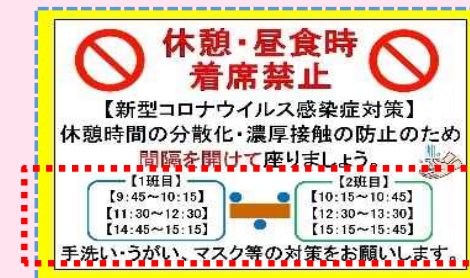 休憩・昼食時
着席禁止
【新型コロナウイルス感染症対策】
休憩時間の分散化・濃厚接触の防止のため
間隔を開けて座りましょう。
【1班目】
【9:45~10:15】
【11:30~12:30】
【14:45~15:15】
【2班目】
【10:15~10:45】
【12:30~13:30】
【15:15~15:45】
手洗い・うがい、マスク等の対策をお願いします。